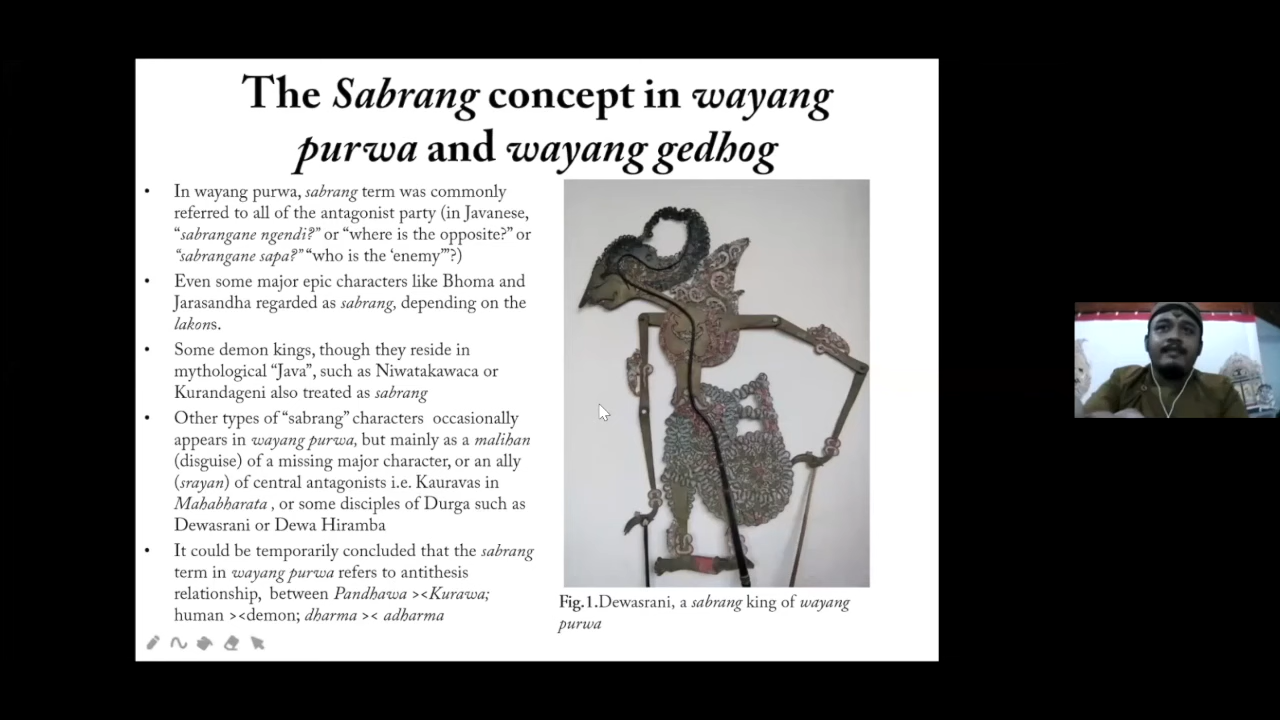 The Sabrang concept in wayang
purwa and wayang gedhog
• In wayang purwa, sabrang term was commonly
referred to all of the antagonist party (in Javanese,
“sabrangane ngendi?” or “where is the opposite?” or
“sabrangane sapa?” “who is the ‘enemy’”?)
• Even some major epic characters like Bhoma and
Jarasandha regarded as sabrang, depending on the
lakons.
• Some demon kings, though they reside in
mythological “Java”, such as Niwatakawaca or
Kurandageni also treated as sabrang
• Other types of “sabrang” characters occasionally
appears in wayang purwa, but mainly as a malihan
(disguise) of a missing major character, or an ally
(srayan) of central antagonists i.e. Kauravas in
Mahabharata , or some disciples of Durga such as
Dewasrani or Dewa Hiramba
• It could be temporarily concluded that the sabrang
term in wayang purwa refers to antithesis
relationship, between Pandhawa ><Kurawa;
human ><demon; dharma >< adharma
Fig.1.Dewasrani, a sabrang king of wayang
purwa